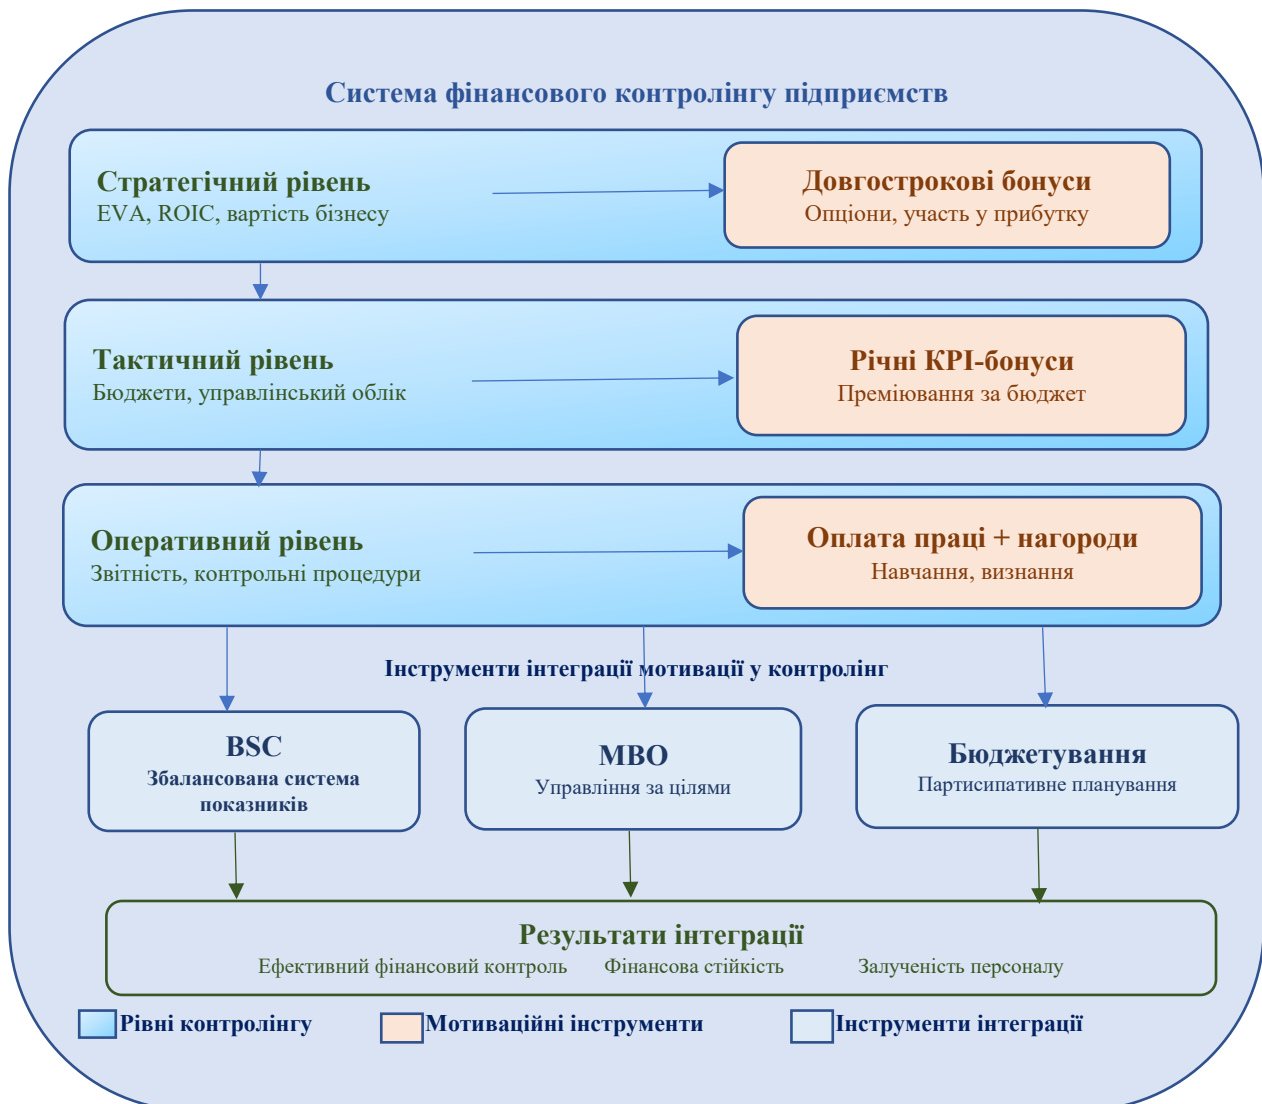 Система фінансового контролінгу підприємств
Стратегічний рівень
EVA, ROIC, вартість бізнесу
Довгострокові бонуси
Опціони, участь у прибутку
Тактичний рівень
Бюджети, управлінський облік
Річні KPI-бонуси
Преміювання за бюджет
Оперативний рівень
Звітність, контрольні процедури
Оплата праці + нагороди
Навчання, визнання
Інструменти інтеграції мотивації у контролінг
BSC
Збалансована система
показників
MBO
Управління за цілями
Бюджетування
Партисипативне планування
Результати інтеграції
Ефективний фінансовий контроль Фінансова стійкість Залученість персоналу
Рівні контролінгу Мотиваційні інструменти Інструменти інтеграції